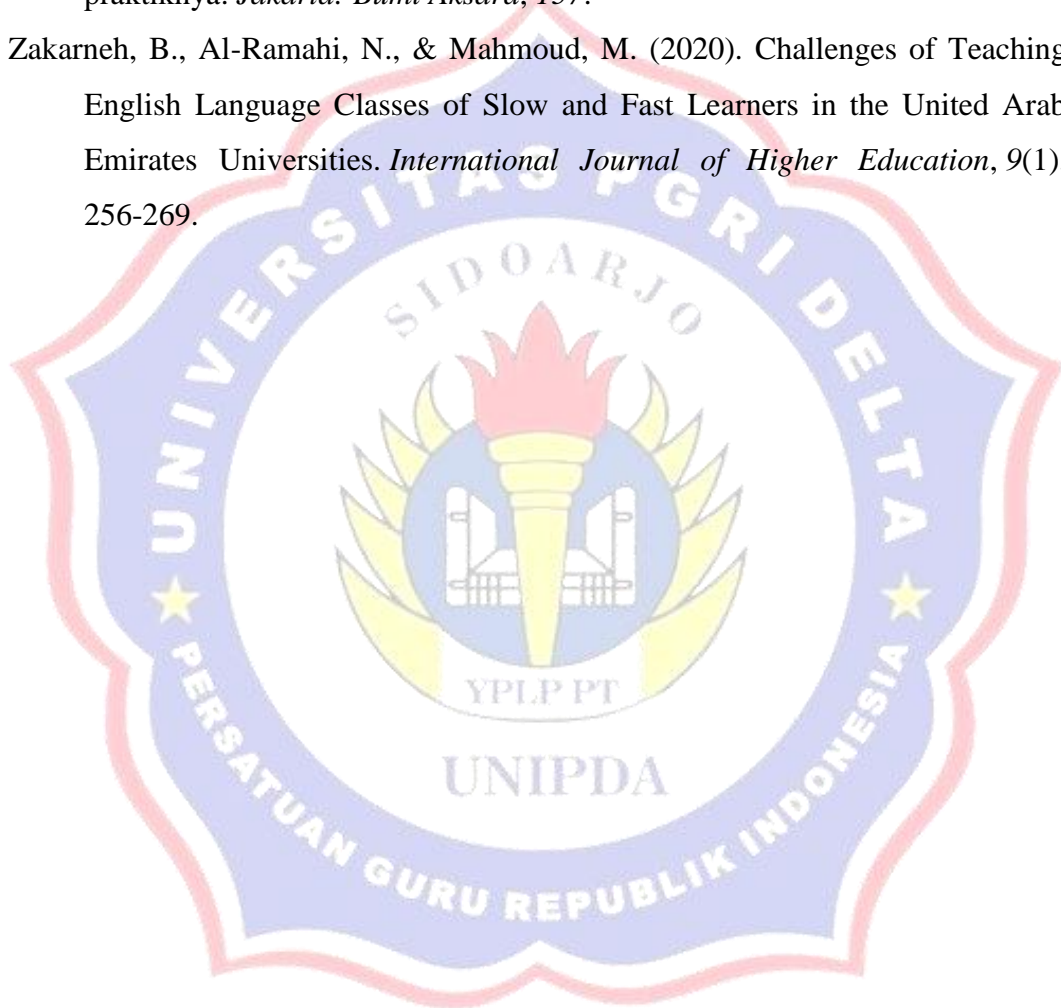 praktiknya. Jakarta: Bumi Aksara, 157.
Zakarneh, B., Al-Ramahi, N., & Mahmoud, M. (2020). Challenges of Teaching
English Language Classes of Slow and Fast Learners in the United Arab
Emirates Universities. International Journal of Higher Education, 9(1)
256-269.
UNIVERSITAS PGRI DELTA
SIDOARJO
YPLP PT
UNIPDA
PERSATUAN GURU REPUBLIK INDONESIA